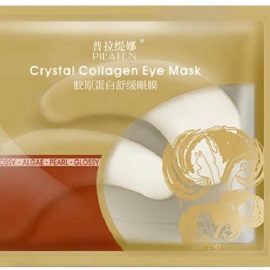 普拉缇娜®
PILATEN
Crystal Collagen Eye Mask
胶原蛋白舒缓眼膜
OSSY · ALGAE · PEARL · GLOSSY